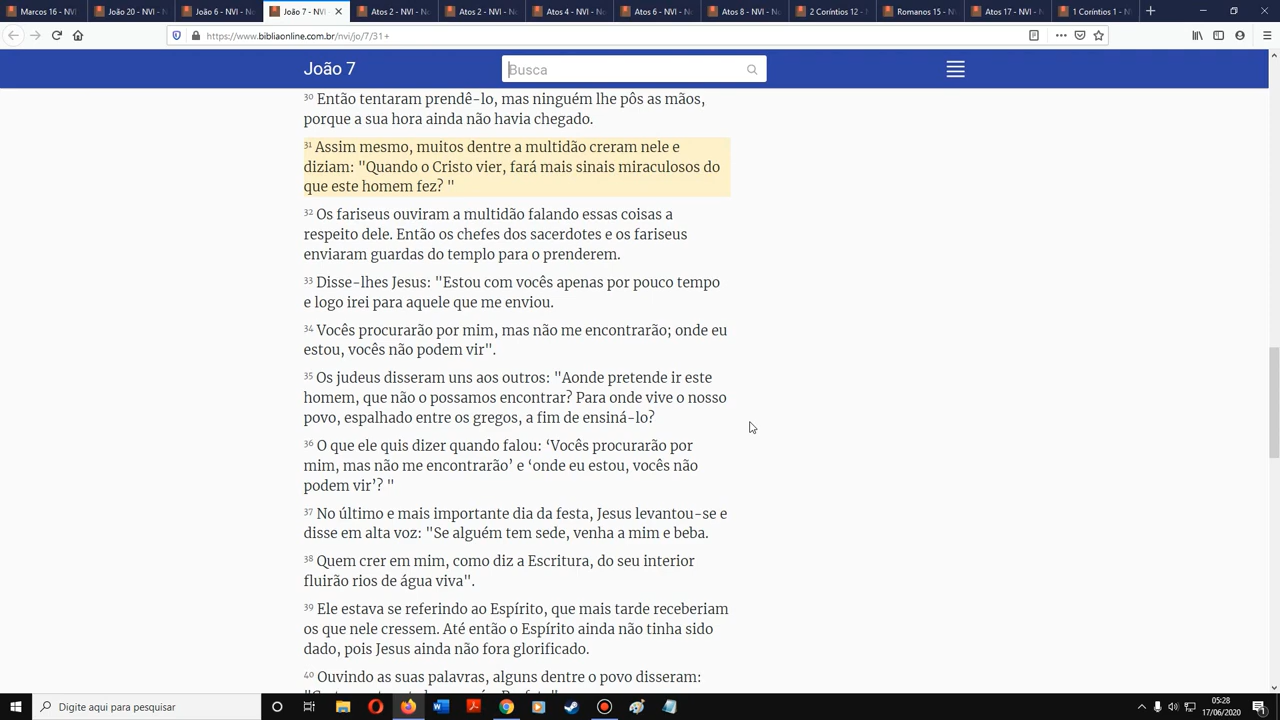 Marcos 16 - NVI
João 20 - NVI - N
João 6 - NVI - No
João 7 - NVI
Atos 2 - NVI - No
Atos 2 - NVI - No
Atos 4 - NVI - No
Atos 6 - NVI - No
Atos 8 - NVI - No
2 Coríntios 12 -
Romanos 15 - NV
Atos 17 - NVI - N
1 Coríntios 1 -
https://www.bibliaonline.com.br/nvi/jo/7/31+
João 7
Busca
30 Então tentaram prendê-lo, mas ninguém lhe pôs as mãos,
porque a sua hora ainda não havia chegado.
31 Assim mesmo, muitos dentre a multidão creram nele e
diziam: "Quando o Cristo vier, fará mais sinais miraculosos do
que este homem fez? "
32 Os fariseus ouviram a multidão falando essas coisas a
respeito dele. Então os chefes dos sacerdotes e os fariseus
enviaram guardas do templo para o prenderem.
33 Disse-lhes Jesus: "Estou com vocês apenas por pouco tempo
e logo irei para aquele que me enviou.
34 Vocês procurarão por mim, mas não me encontrarão; onde eu
estou, vocês não podem vir".
35 Os judeus disseram uns aos outros: "Aonde pretende ir este
homem, que não o possamos encontrar? Para onde vive o nosso
povo, espalhado entre os gregos, a fim de ensiná-lo?
36 O que ele quis dizer quando falou: ‘Vocês procurarão por
mim, mas não me encontrarão’ e ‘onde eu estou, vocês não
podem vir’? "
37 No último e mais importante dia da festa, Jesus levantou-se e
disse em alta voz: "Se alguém tem sede, venha a mim e beba.
38 Quem crer em mim, como diz a Escritura, do seu interior
fluirão rios de água viva".
39 Ele estava se referindo ao Espírito, que mais tarde receberiam
os que nele cressem. Até então o Espírito ainda não tinha sido
dado, pois Jesus ainda não fora glorificado.
40 Ouvindo as suas palavras, alguns dentre o povo disseram:
Digite aqui para pesquisar
05:28
17/06/2020